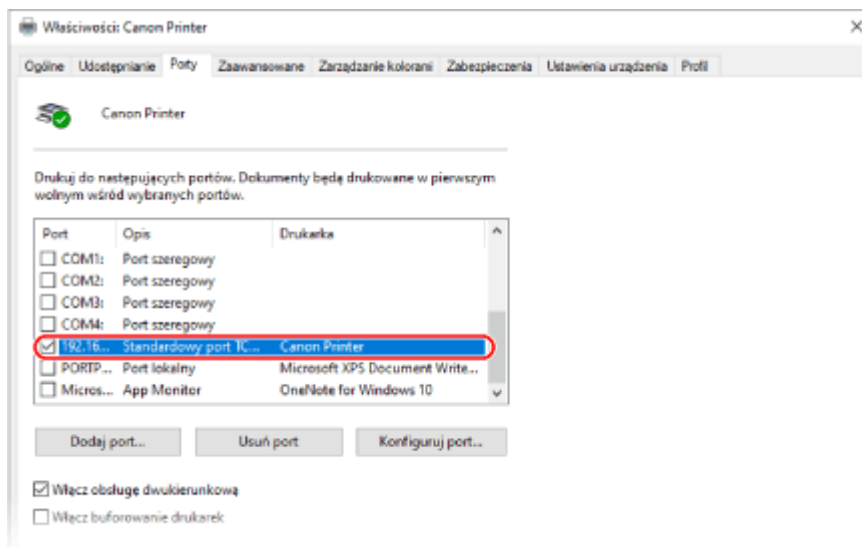 Właściwości: Canon Printer
Ogólne Udostępnianie Porty Zaawansowane Zarządzanie kolorami Zabezpieczenia Ustawienia urządzenia Profil
Canon Printer
Drukuj do następujących portów. Dokumenty będą drukowane w pierwszym
wolnym wśród wybranych portów.
Port Opis Drukarka
COM1: Port szeregowy
COM2: Port szeregowy
COM3: Port szeregowy
COM4: Port szeregowy
192.16... Standardowy port TC... Canon Printer
PORTP... Port lokalny Microsoft XPS Document Write...
Micros... App Monitor OneNote for Windows 10
Dodaj port... Usuń port Konfiguruj port...
Włącz obsługę dwukierunkową
Włącz buforowanie drukarek